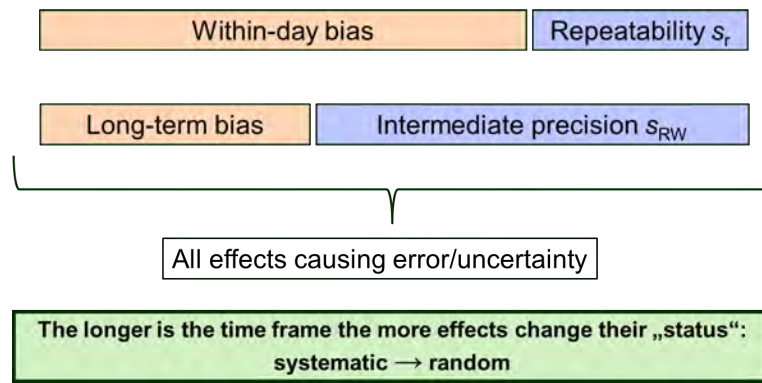 Within-day bias
Repeatability sr
Long-term bias
Intermediate precision sRW
All effects causing error/uncertainty
The longer is the time frame the more effects change their „status“:
systematic → random